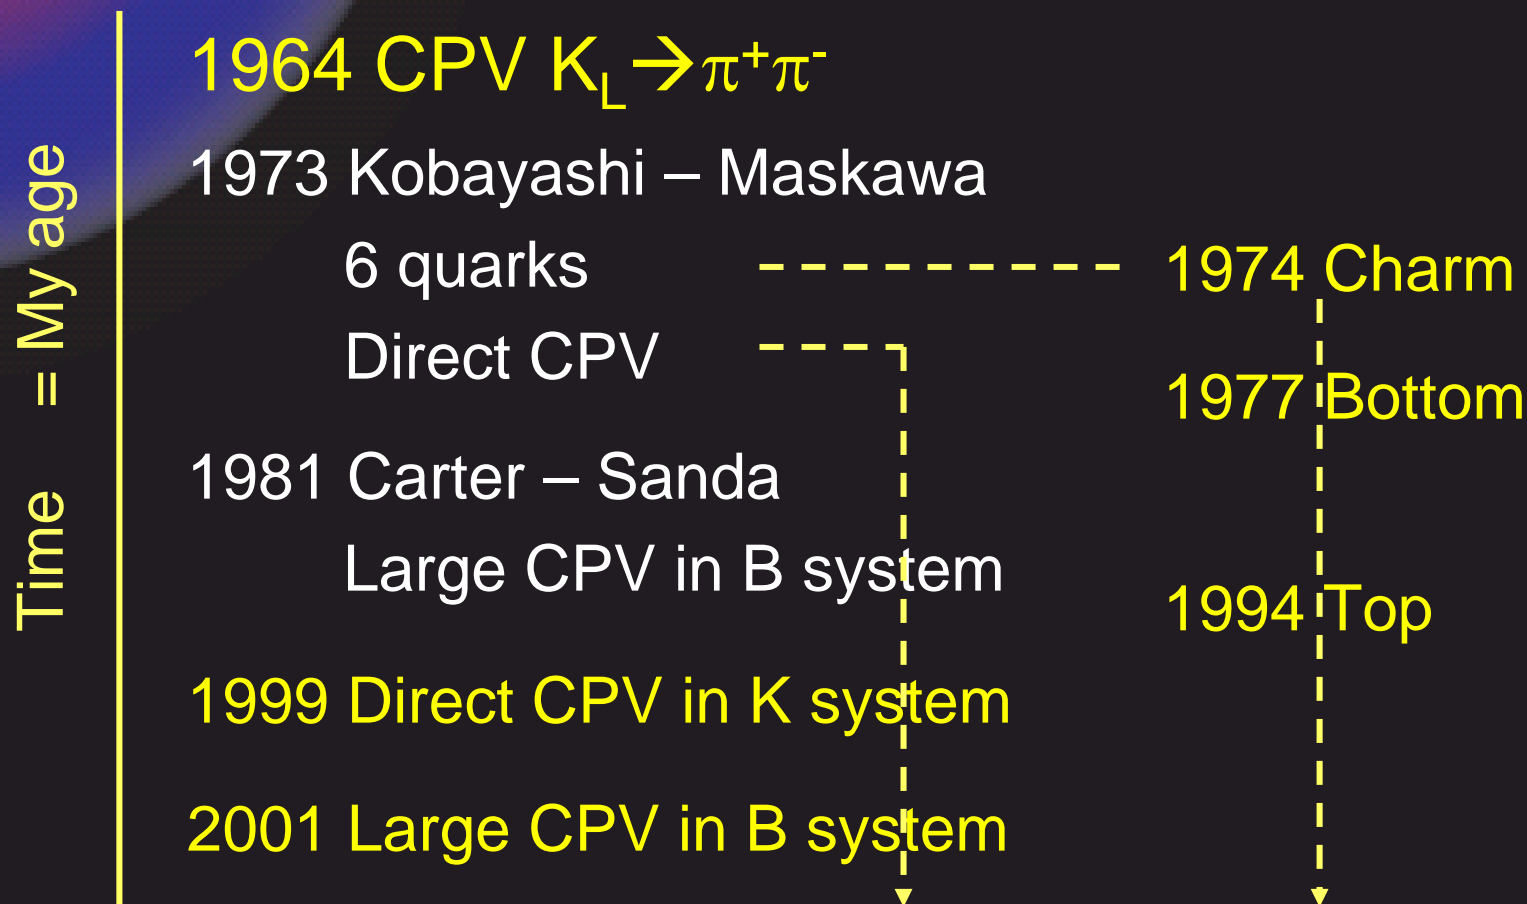 Time = My age
1964 CPV K_L→π⁺π⁻
1973 Kobayashi – Maskawa
6 quarks
Direct CPV
1981 Carter – Sanda
Large CPV in B system
1999 Direct CPV in K system
2001 Large CPV in B system
1974 Charm
1977 Bottom
1994 Top